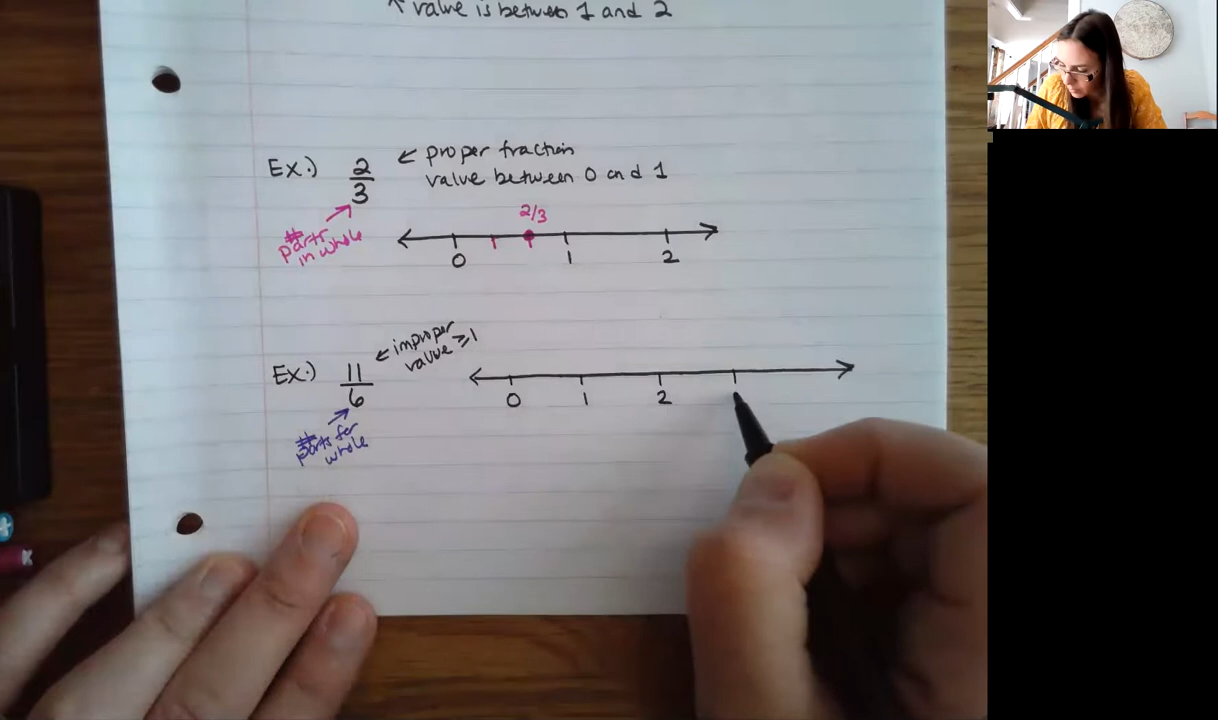 ↑ value is between 1 and 2
Ex.) 2/3 ← proper fraction
value between 0 and 1
# parts
in whole
2/3
0 1 2
Ex.) 11/6 ← improper
value ≥1
0 1 2
# parts for
whole